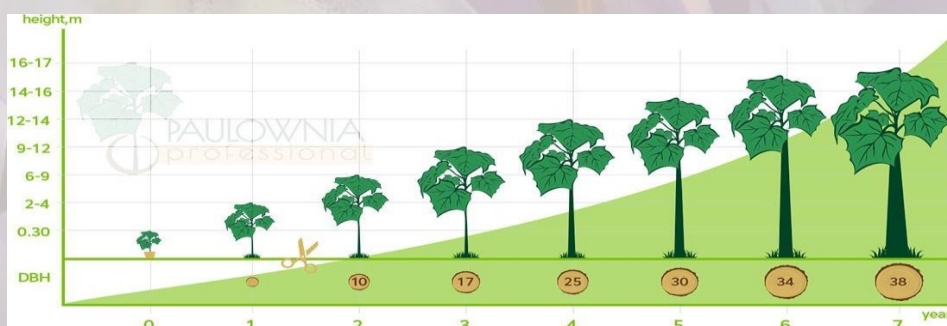 height,m
16-17
14-16
12-14
9-12
6-9
2-4
0.30
PAULOWNIA
professional
DBH
10
17
25
30
34
38
0 1 2 3 4 5 6 7
year